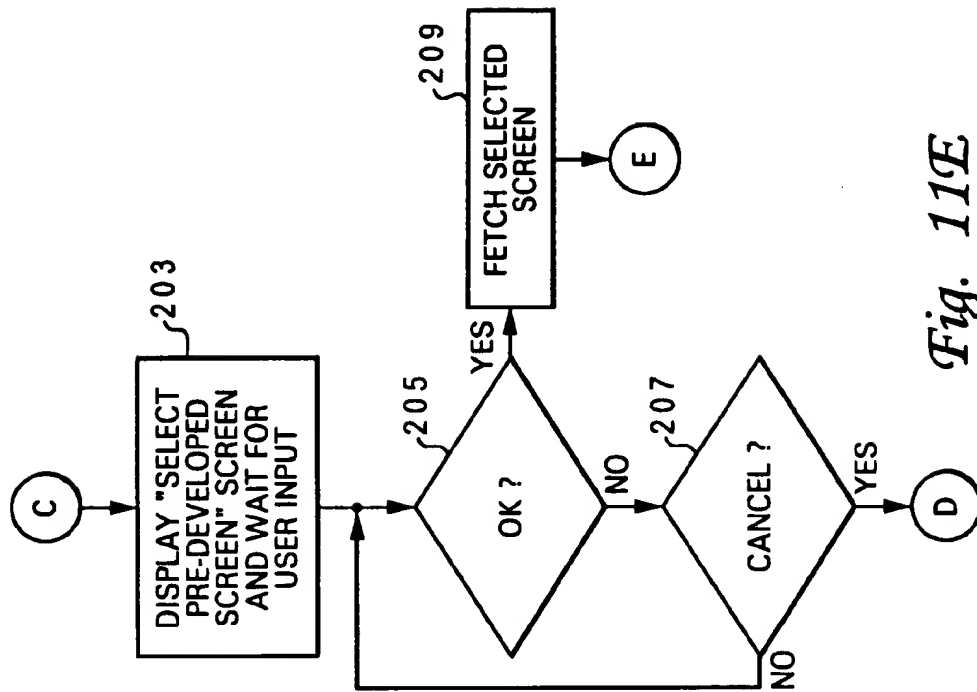 C
203
DISPLAY "SELECT
PRE-DEVELOPED
SCREEN" SCREEN
AND WAIT FOR
USER INPUT
205
OK ?
YES
209
FETCH SELECTED
SCREEN
E
NO
207
CANCEL ?
NO
YES
D
Fig. 11E